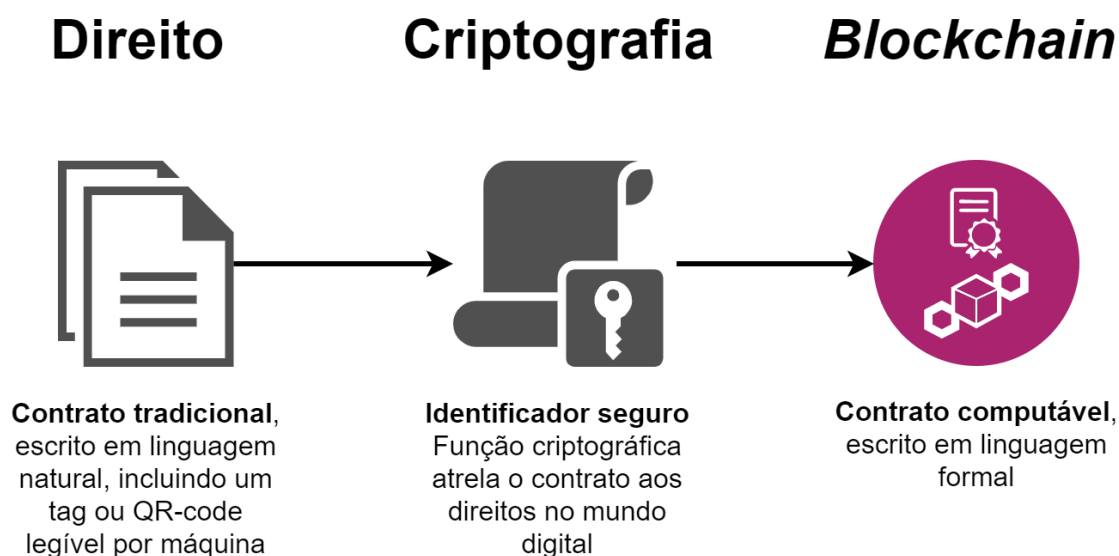 Direito
Criptografia
Blockchain
Contrato tradicional,
escrito em linguagem
natural, incluindo um
tag ou QR-code
legível por máquina
Identificador seguro
Função criptográfica
atrela o contrato aos
direitos no mundo
digital
Contrato computável,
escrito em linguagem
formal